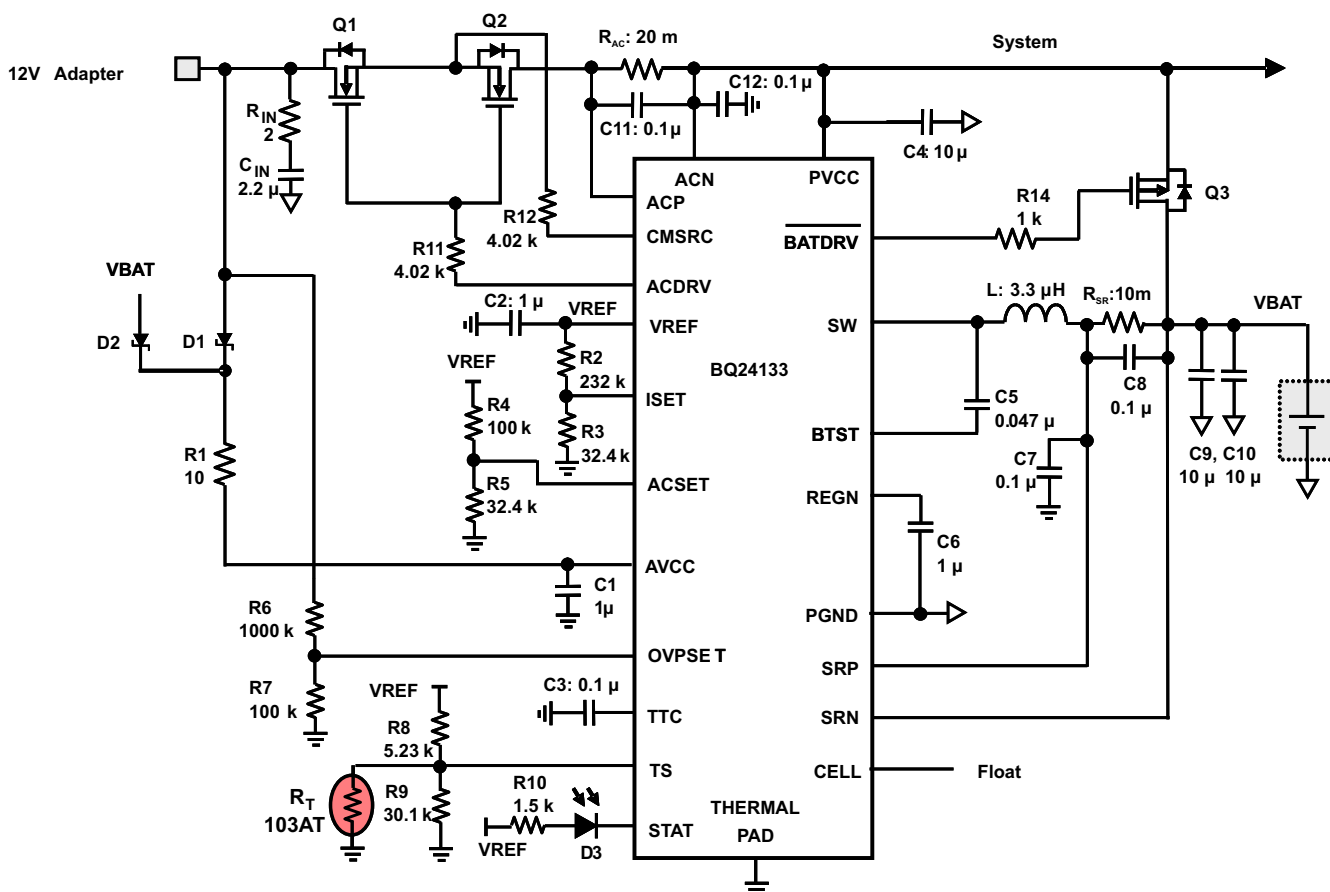 Q1
Q2
R_AC: 20 m
System
12V Adapter
C12: 0.1 µ
C11: 0.1 µ
R_IN
2
C_IN
2.2 µ
C4: 10 µ
ACN
PVCC
ACP
R12
4.02 k
CMSRC
BATDRV
R14
1 k
Q3
R11
4.02 k
ACDRV
VBAT
C2: 1 µ
VREF
VREF
SW
L: 3.3 µH
R_SR:10m
VBAT
D2
D1
R2
232 k
VREF
BQ24133
C8
0.1 µ
ISET
R4
100 k
R3
32.4 k
C5
0.047 µ
BTST
R1
10
C7
0.1 µ
C9, C10
10 µ 10 µ
ACSET
R5
32.4 k
REGN
C6
1 µ
AVCC
C1
1µ
R6
1000 k
PGND
OVPSET
SRP
R7
100 k
VREF
C3: 0.1 µ
TTC
SRN
R8
5.23 k
TS
CELL
Float
R_T
103AT
R9
30.1 k
R10
1.5 k
THERMAL
PAD
STAT
VREF
D3